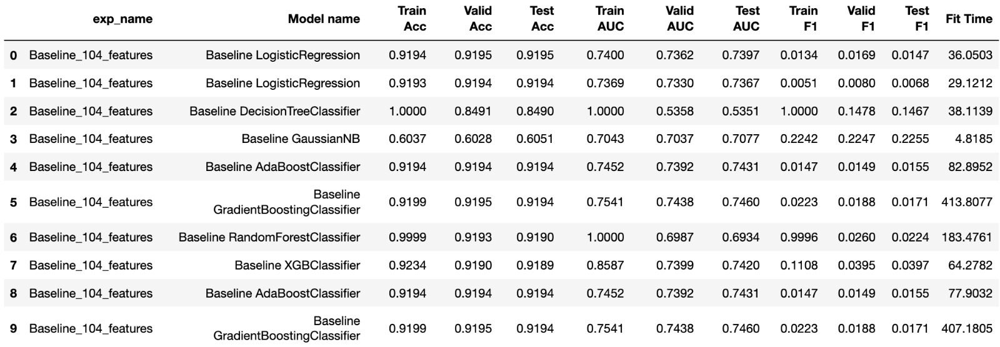 exp_name Model name Train Acc Valid Acc Test Acc Train AUC Valid AUC Test AUC Train F1 Valid F1 Test F1 Fit Time
0 Baseline_104_features Baseline LogisticRegression 0.9194 0.9195 0.9195 0.7400 0.7362 0.7397 0.0134 0.0169 0.0147 36.0503
1 Baseline_104_features Baseline LogisticRegression 0.9193 0.9194 0.9194 0.7369 0.7330 0.7367 0.0051 0.0080 0.0068 29.1212
2 Baseline_104_features Baseline DecisionTreeClassifier 1.0000 0.8491 0.8490 1.0000 0.5358 0.5351 1.0000 0.1478 0.1467 38.1139
3 Baseline_104_features Baseline GaussianNB 0.6037 0.6028 0.6051 0.7043 0.7037 0.7077 0.2242 0.2247 0.2255 4.8185
4 Baseline_104_features Baseline AdaBoostClassifier 0.9194 0.9194 0.9194 0.7452 0.7392 0.7431 0.0147 0.0149 0.0155 82.8952
5 Baseline_104_features Baseline GradientBoostingClassifier 0.9199 0.9195 0.9194 0.7541 0.7438 0.7460 0.0223 0.0188 0.0171 413.8077
6 Baseline_104_features Baseline RandomForestClassifier 0.9999 0.9193 0.9190 1.0000 0.6987 0.6934 0.9996 0.0260 0.0224 183.4761
7 Baseline_104_features Baseline XGBClassifier 0.9234 0.9190 0.9189 0.8587 0.7399 0.7420 0.1108 0.0395 0.0397 64.2782
8 Baseline_104_features Baseline AdaBoostClassifier 0.9194 0.9194 0.9194 0.7452 0.7392 0.7431 0.0147 0.0149 0.0155 77.9032
9 Baseline_104_features Baseline GradientBoostingClassifier 0.9199 0.9195 0.9194 0.7541 0.7438 0.7460 0.0223 0.0188 0.0171 407.1805